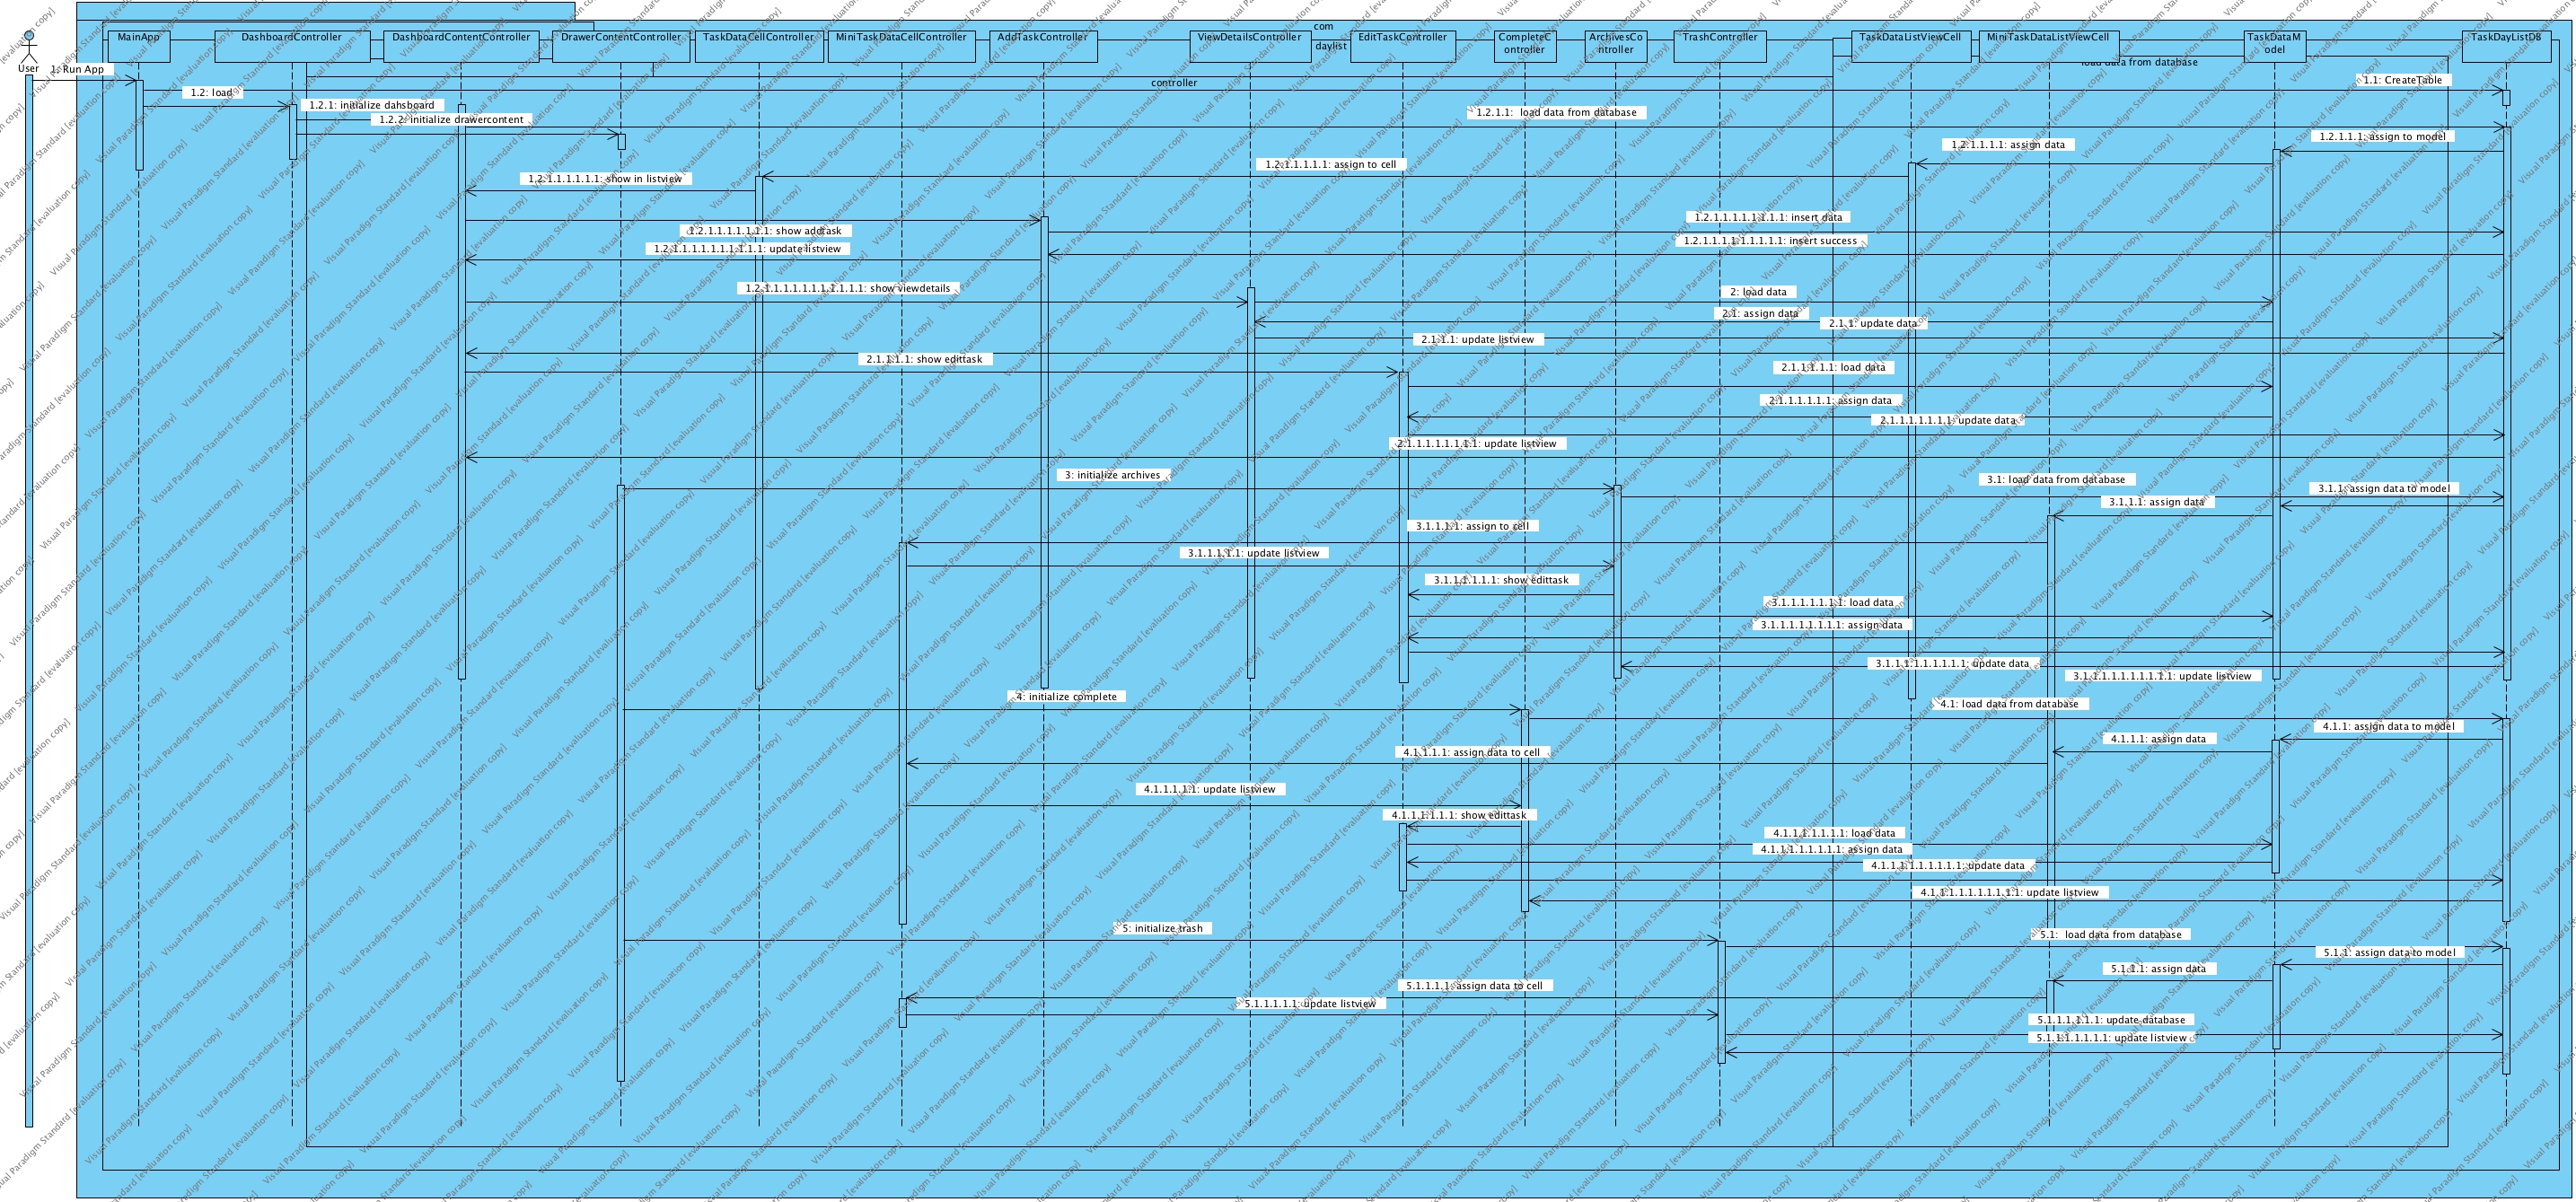 com
MainApp
DashboardController
DashboardContentController
DrawerContentController
TaskDataCellController
MiniTaskDataCellController
AddTaskController
ViewDetailsController
daylist
EditTaskController
CompleteC
ontroller
ArchivesCo
ntroller
TrashController
TaskDataListViewCell
MiniTaskDataListViewCell
TaskDataM
odel
TaskDayListDB
User
load data from database
controller
1: Run App
1.1: CreateTable
1.2: load
1.2.1: initialize dahsboard
1.2.2: initialize drawercontent
1.2.1.1: load data from database
1.2.1.1.1: assign to model
1.2.1.1.1.1: assign data
1.2.1.1.1.1.1: assign to cell
1.2.1.1.1.1.1.1: show in listview
1.2.1.1.1.1.1.1.1: show addtask
1.2.1.1.1.1.1.1.1.1: insert data
1.2.1.1.1.1.1.1.1.1.1: insert success
1.2.1.1.1.1.1.1.1.1.1.1: update listview
1.2.1.1.1.1.1.1.1.1.1.1.1: show viewdetails
2: load data
2.1: assign data
2.1.1: update data
2.1.1.1: update listview
2.1.1.1.1: show edittask
2.1.1.1.1.1: load data
2.1.1.1.1.1.1: assign data
2.1.1.1.1.1.1.1: update data
2.1.1.1.1.1.1.1.1: update listview
3: initialize archives
3.1: load data from database
3.1.1: assign data to model
3.1.1.1: assign data
3.1.1.1.1: assign to cell
3.1.1.1.1.1: update listview
3.1.1.1.1.1.1: show edittask
3.1.1.1.1.1.1.1: load data
3.1.1.1.1.1.1.1.1: assign data
3.1.1.1.1.1.1.1.1.1: update data
3.1.1.1.1.1.1.1.1.1.1: update listview
4: initialize complete
4.1: load data from database
4.1.1: assign data to model
4.1.1.1: assign data
4.1.1.1.1: assign data to cell
4.1.1.1.1.1: update listview
4.1.1.1.1.1.1: show edittask
4.1.1.1.1.1.1.1: load data
4.1.1.1.1.1.1.1.1: assign data
4.1.1.1.1.1.1.1.1.1: update data
4.1.1.1.1.1.1.1.1.1.1: update listview
5: initialize trash
5.1: load data from database
5.1.1: assign data to model
5.1.1.1: assign data
5.1.1.1.1: assign data to cell
5.1.1.1.1.1: update listview
5.1.1.1.1.1.1: update database
5.1.1.1.1.1.1.1: update listview
Visual Paradigm Standard [evaluation copy]